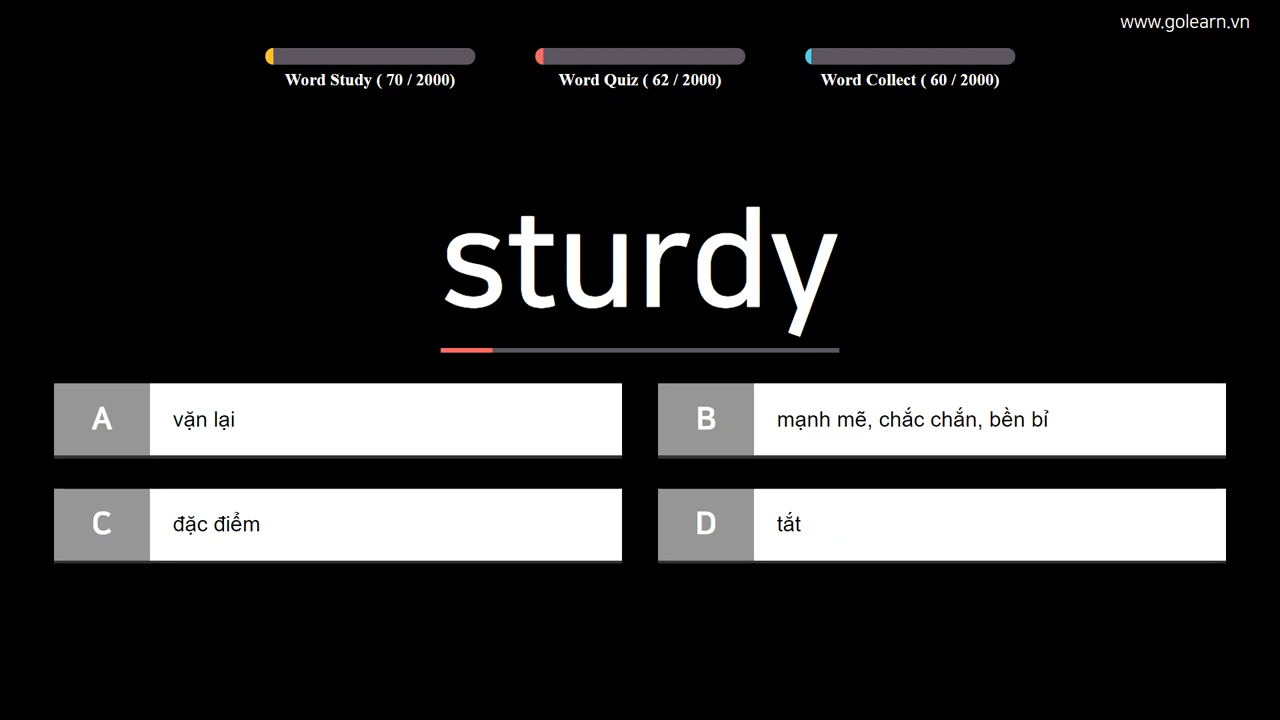 www.golearn.vn
Word Study ( 70 / 2000)
Word Quiz ( 62 / 2000)
Word Collect ( 60 / 2000)
sturdy
A vặn lại
B mạnh mẽ, chắc chắn, bền bỉ
C đặc điểm
D tắt